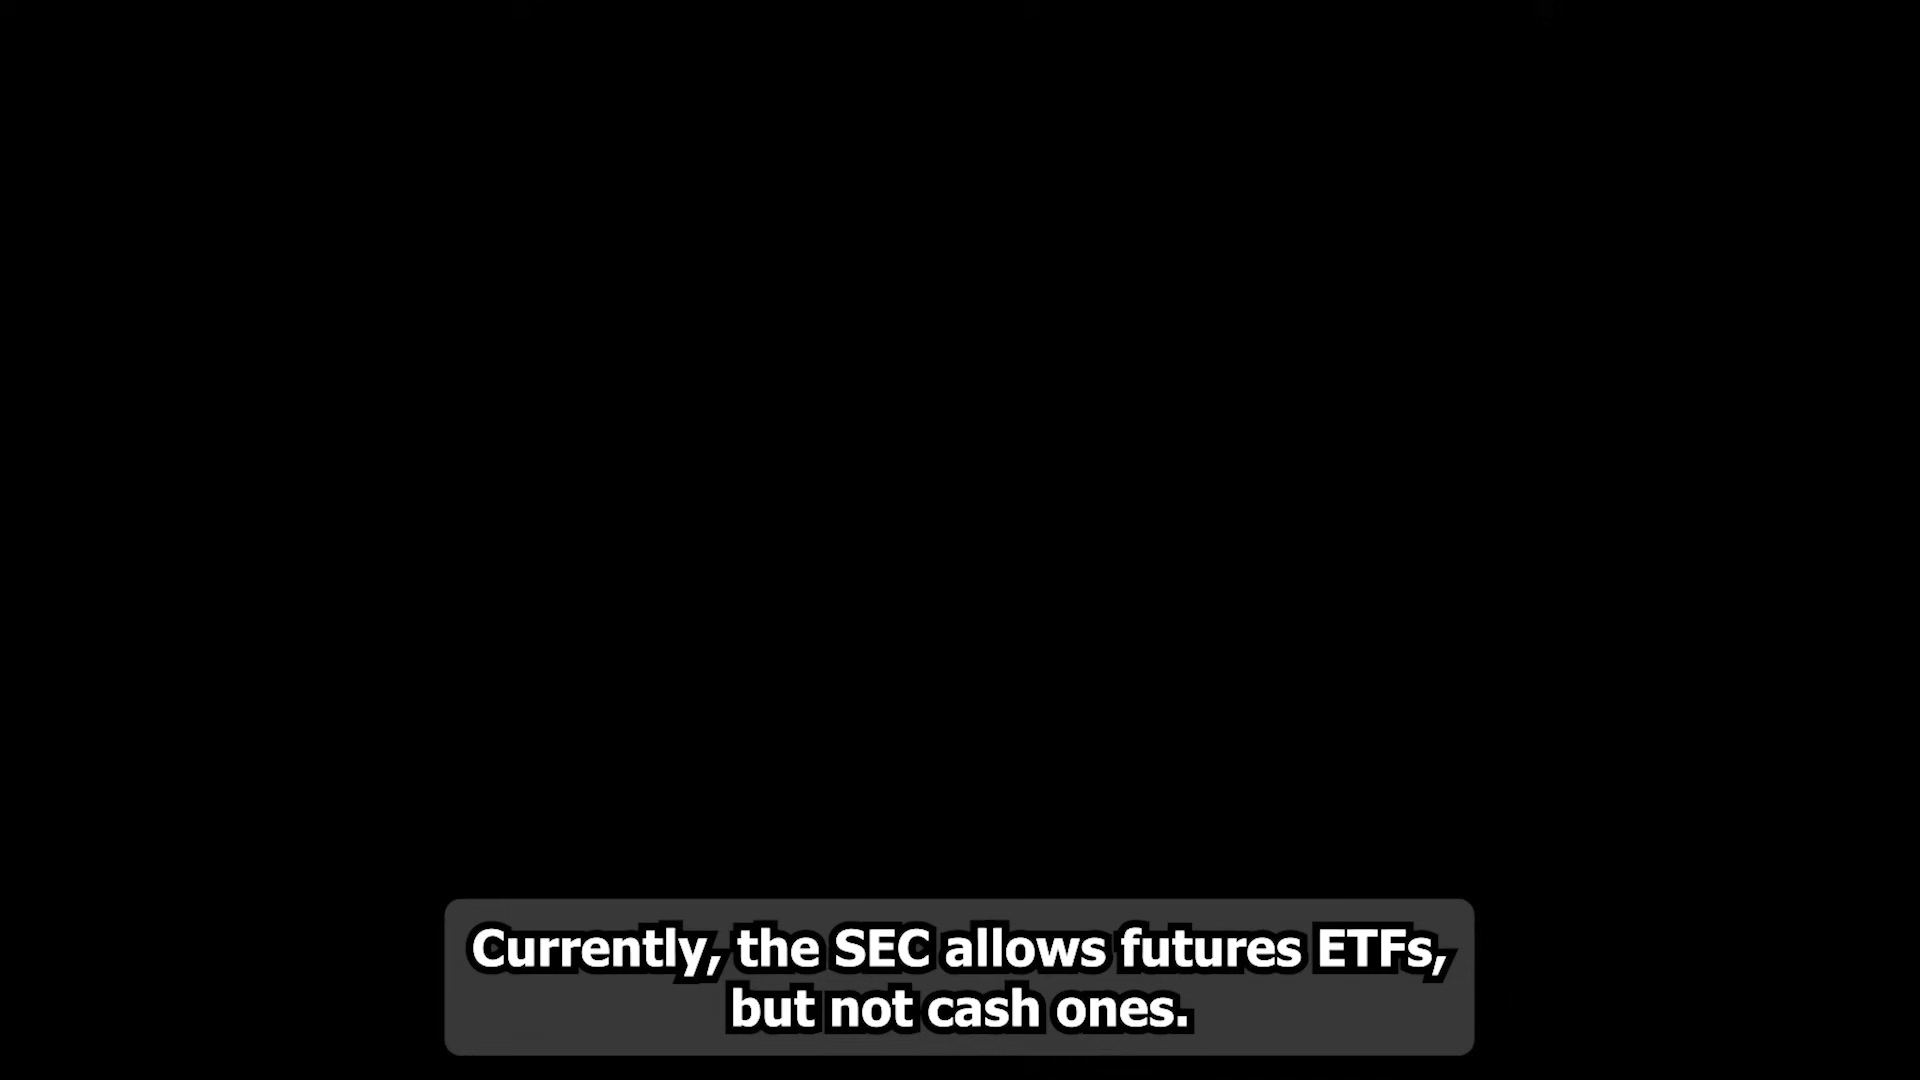 Currently, the SEC allows futures ETFs,
but not cash ones.